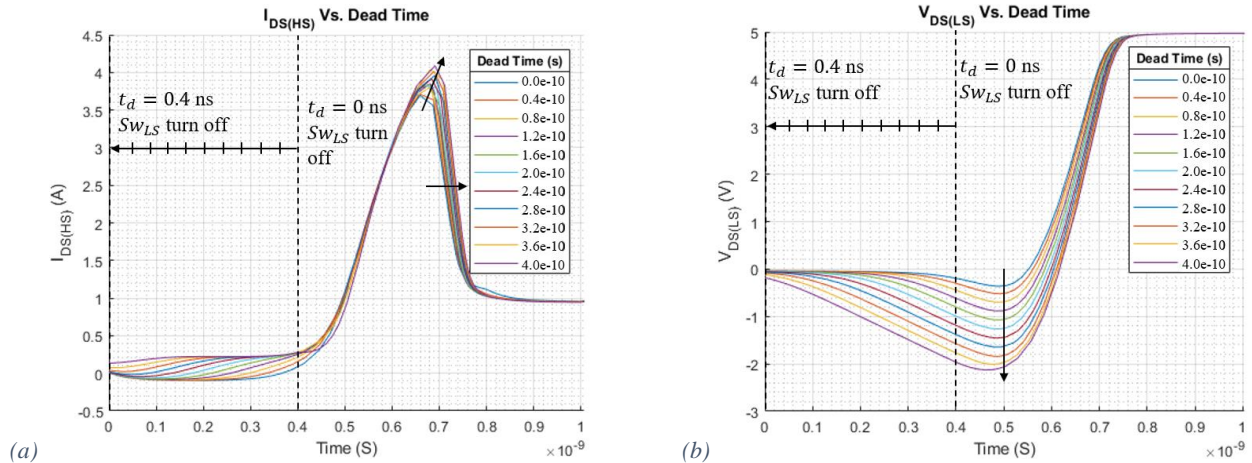 I_DS(HS) Vs. Dead Time
4.5
4
3.5
3
2.5
2
1.5
1
0.5
0
-0.5
I_DS(HS) (A)
t_d = 0.4 ns
Sw_LS turn off
t_d = 0 ns
Sw_LS turn
off
Dead Time (s)
0.0e-10
0.4e-10
0.8e-10
1.2e-10
1.6e-10
2.0e-10
2.4e-10
2.8e-10
3.2e-10
3.6e-10
4.0e-10
0 0.1 0.2 0.3 0.4 0.5 0.6 0.7 0.8 0.9 1
Time (S)
×10^-9
(a)
V_DS(LS) Vs. Dead Time
5
4
3
2
1
0
-1
-2
-3
V_DS(LS) (V)
t_d = 0.4 ns
Sw_LS turn off
t_d = 0 ns
Sw_LS turn off
Dead Time (s)
0.0e-10
0.4e-10
0.8e-10
1.2e-10
1.6e-10
2.0e-10
2.4e-10
2.8e-10
3.2e-10
3.6e-10
4.0e-10
0 0.1 0.2 0.3 0.4 0.5 0.6 0.7 0.8 0.9 1
Time (S)
×10^-9
(b)